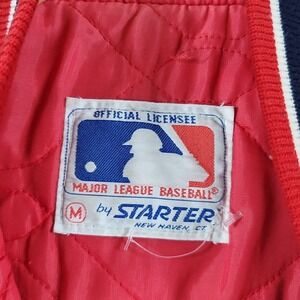 OFFICIAL LICENSEE
MAJOR LEAGUE BASEBALL®
M by STARTER®
NEW HAVEN, CT.